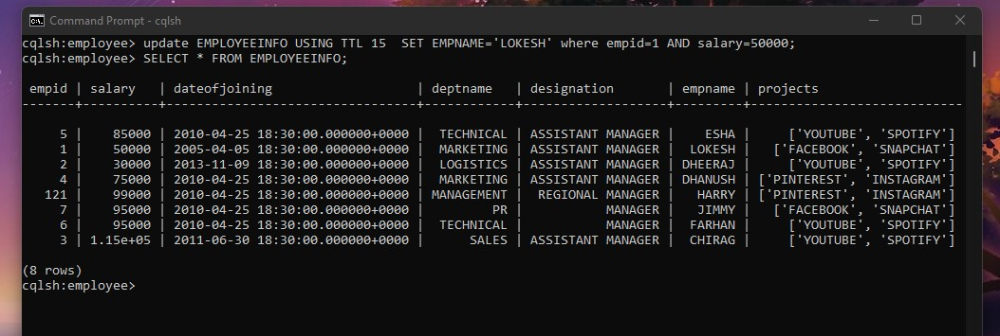 Command Prompt - cqlsh
cqlsh:employee> update EMPLOYEEINFO USING TTL 15  SET EMPNAME='LOKESH' where empid=1 AND salary=50000;
cqlsh:employee> SELECT * FROM EMPLOYEEINFO;
 empid | salary   | dateofjoining                   | deptname   | designation       | empname | projects
-------+----------+---------------------------------+------------+-------------------+---------+----------------------------
     5 |    85000 | 2010-04-25 18:30:00.000000+0000 |  TECHNICAL | ASSISTANT MANAGER |    ESHA |     ['YOUTUBE', 'SPOTIFY']
     1 |    50000 | 2005-04-05 18:30:00.000000+0000 |  MARKETING | ASSISTANT MANAGER |  LOKESH |   ['FACEBOOK', 'SNAPCHAT']
     2 |    30000 | 2013-11-09 18:30:00.000000+0000 |  LOGISTICS | ASSISTANT MANAGER | DHEERAJ |     ['YOUTUBE', 'SPOTIFY']
     4 |    75000 | 2010-04-25 18:30:00.000000+0000 |  MARKETING | ASSISTANT MANAGER | DHANUSH | ['PINTEREST', 'INSTAGRAM']
   121 |    99000 | 2010-04-25 18:30:00.000000+0000 | MANAGEMENT |  REGIONAL MANAGER |   HARRY | ['PINTEREST', 'INSTAGRAM']
     7 |    95000 | 2010-04-25 18:30:00.000000+0000 |         PR |           MANAGER |   JIMMY |   ['FACEBOOK', 'SNAPCHAT']
     6 |    95000 | 2010-04-25 18:30:00.000000+0000 |  TECHNICAL |           MANAGER |  FARHAN |     ['YOUTUBE', 'SPOTIFY']
     3 | 1.15e+05 | 2011-06-30 18:30:00.000000+0000 |      SALES | ASSISTANT MANAGER |  CHIRAG |     ['YOUTUBE', 'SPOTIFY']
(8 rows)
cqlsh:employee>